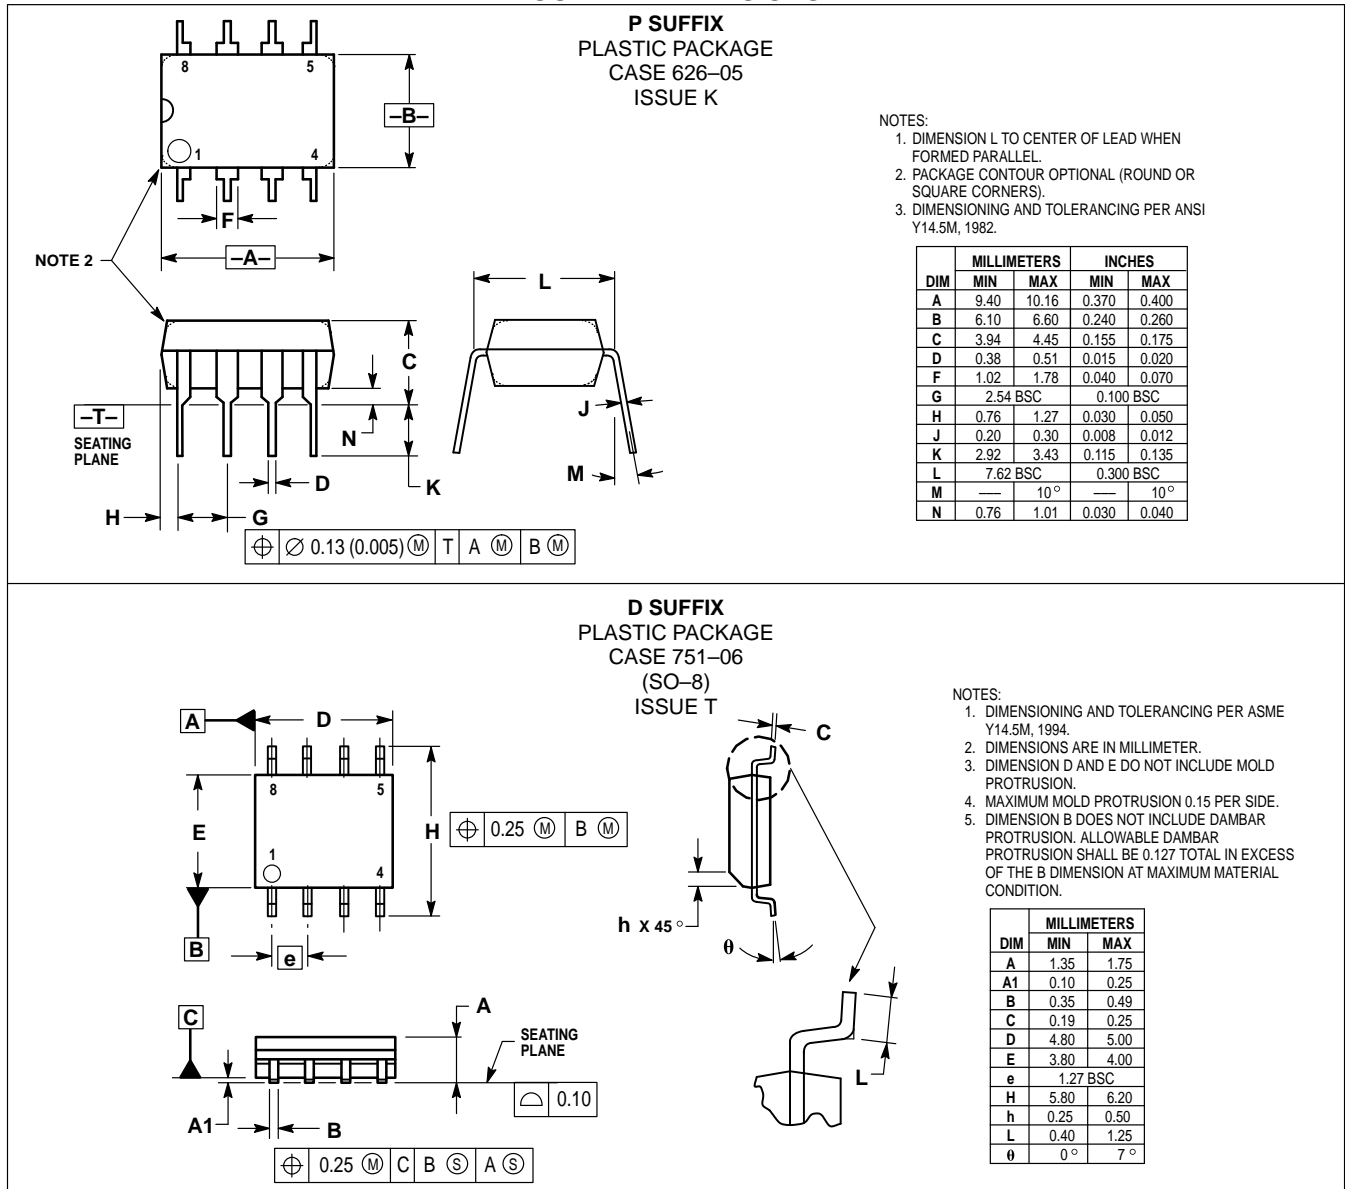 P SUFFIX
PLASTIC PACKAGE
CASE 626–05
ISSUE K
8 5
–B–
1 4
F
–A–
NOTE 2
L
C
–T–
SEATING
PLANE
N
J
M
D
K
H G
⌖ ∅ 0.13 (0.005) Ⓜ T A Ⓜ B Ⓜ
NOTES:
1. DIMENSION L TO CENTER OF LEAD WHEN
FORMED PARALLEL.
2. PACKAGE CONTOUR OPTIONAL (ROUND OR
SQUARE CORNERS).
3. DIMENSIONING AND TOLERANCING PER ANSI
Y14.5M, 1982.
MILLIMETERS INCHES
DIM MIN MAX MIN MAX
A 9.40 10.16 0.370 0.400
B 6.10 6.60 0.240 0.260
C 3.94 4.45 0.155 0.175
D 0.38 0.51 0.015 0.020
F 1.02 1.78 0.040 0.070
G 2.54 BSC 0.100 BSC
H 0.76 1.27 0.030 0.050
J 0.20 0.30 0.008 0.012
K 2.92 3.43 0.115 0.135
L 7.62 BSC 0.300 BSC
M ––– 10° ––– 10°
N 0.76 1.01 0.030 0.040
D SUFFIX
PLASTIC PACKAGE
CASE 751–06
(SO–8)
ISSUE T
A D
8 5
E
H
⌖ 0.25 Ⓜ B Ⓜ
1 4
B
e
C
h X 45°
θ
C
A
SEATING
PLANE
⌓ 0.10
A1
B
L
⌖ 0.25 Ⓜ C B Ⓢ A Ⓢ
NOTES:
1. DIMENSIONING AND TOLERANCING PER ASME
Y14.5M, 1994.
2. DIMENSIONS ARE IN MILLIMETER.
3. DIMENSION D AND E DO NOT INCLUDE MOLD
PROTRUSION.
4. MAXIMUM MOLD PROTRUSION 0.15 PER SIDE.
5. DIMENSION B DOES NOT INCLUDE DAMBAR
PROTRUSION. ALLOWABLE DAMBAR
PROTRUSION SHALL BE 0.127 TOTAL IN EXCESS
OF THE B DIMENSION AT MAXIMUM MATERIAL
CONDITION.
MILLIMETERS
DIM MIN MAX
A 1.35 1.75
A1 0.10 0.25
B 0.35 0.49
C 0.19 0.25
D 4.80 5.00
E 3.80 4.00
e 1.27 BSC
H 5.80 6.20
h 0.25 0.50
L 0.40 1.25
θ 0° 7°